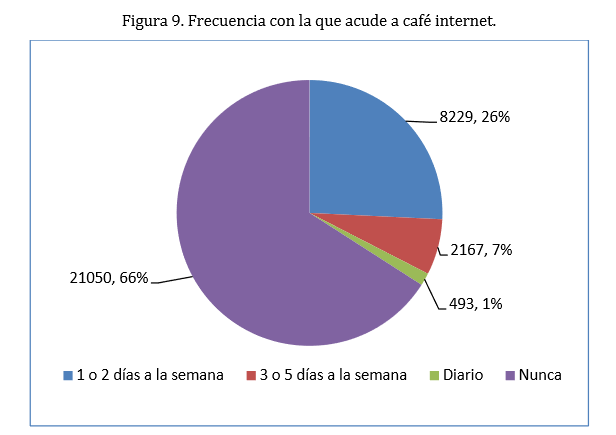 Figura 9. Frecuencia con la que acude a café internet.
8229, 26%
2167, 7%
493, 1%
21050, 66%
1 o 2 días a la semana 3 o 5 días a la semana Diario Nunca